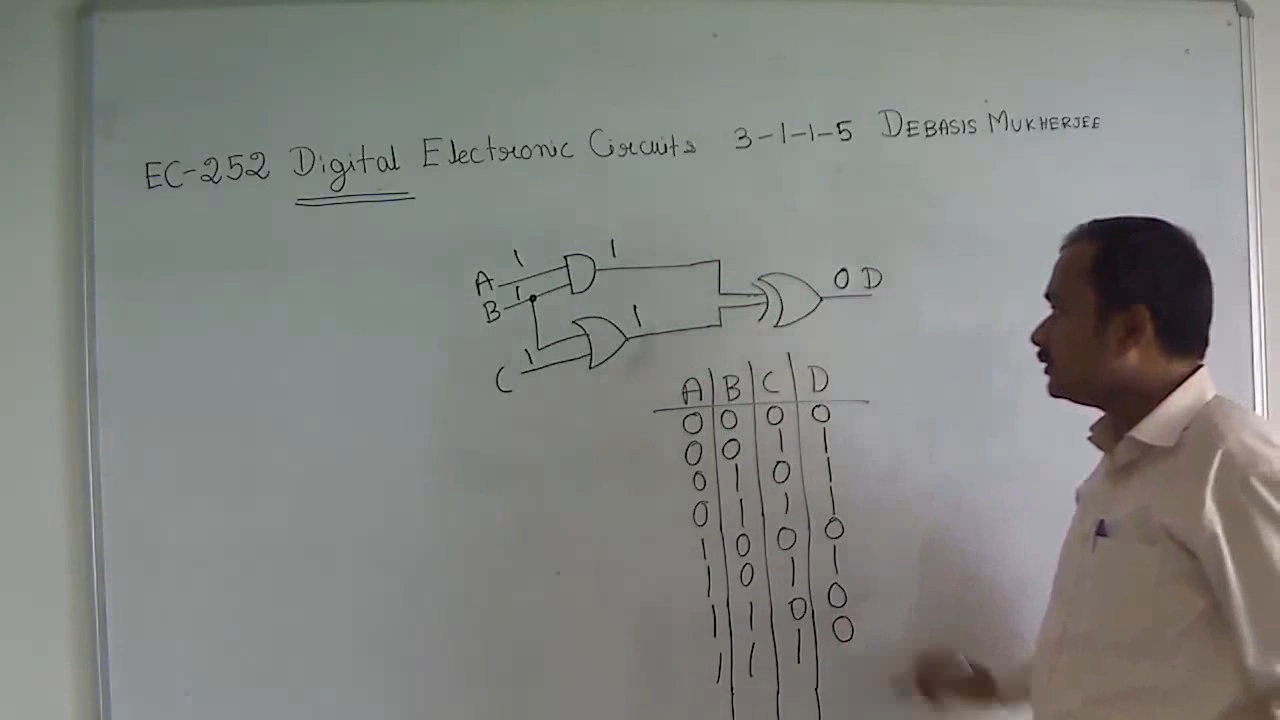 EC-252 Digital Electronic Circuits 3-1-1-5 DEBASIS MUKHERJEE
A 1 1
B 1 0 D
C 1 1
A B C D
0 0 0 0
0 0 1 1
0 1 0 1
0 1 1 1
1 0 0 0
1 0 1 1
1 1 0 0
1 1 1 0